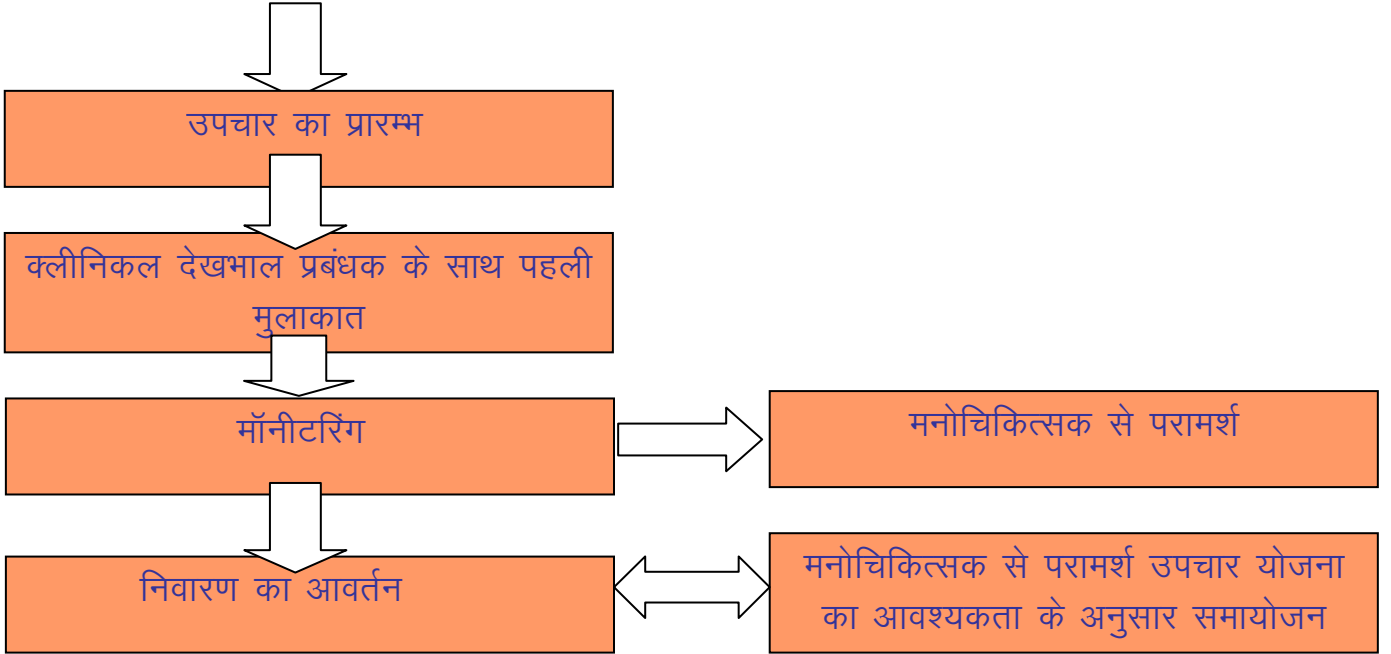 उपचार का प्रारम्भ
क्लीनिकल देखभाल प्रबंधक के साथ पहली
मुलाकात
मॉनीटरिंग
मनोचिकित्सक से परामर्श
निवारण का आवर्तन
मनोचिकित्सक से परामर्श उपचार योजना
का आवश्यकता के अनुसार समायोजन